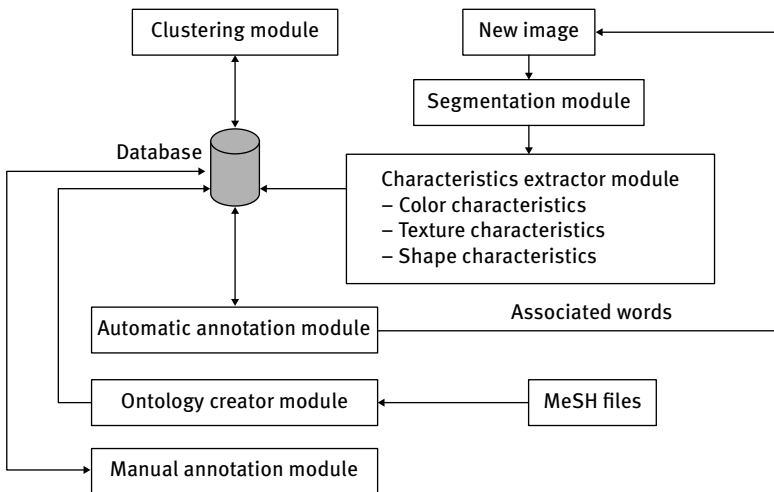 Clustering module
New image
Segmentation module
Database
Characteristics extractor module
– Color characteristics
– Texture characteristics
– Shape characteristics
Associated words
Automatic annotation module
Ontology creator module
MeSH files
Manual annotation module